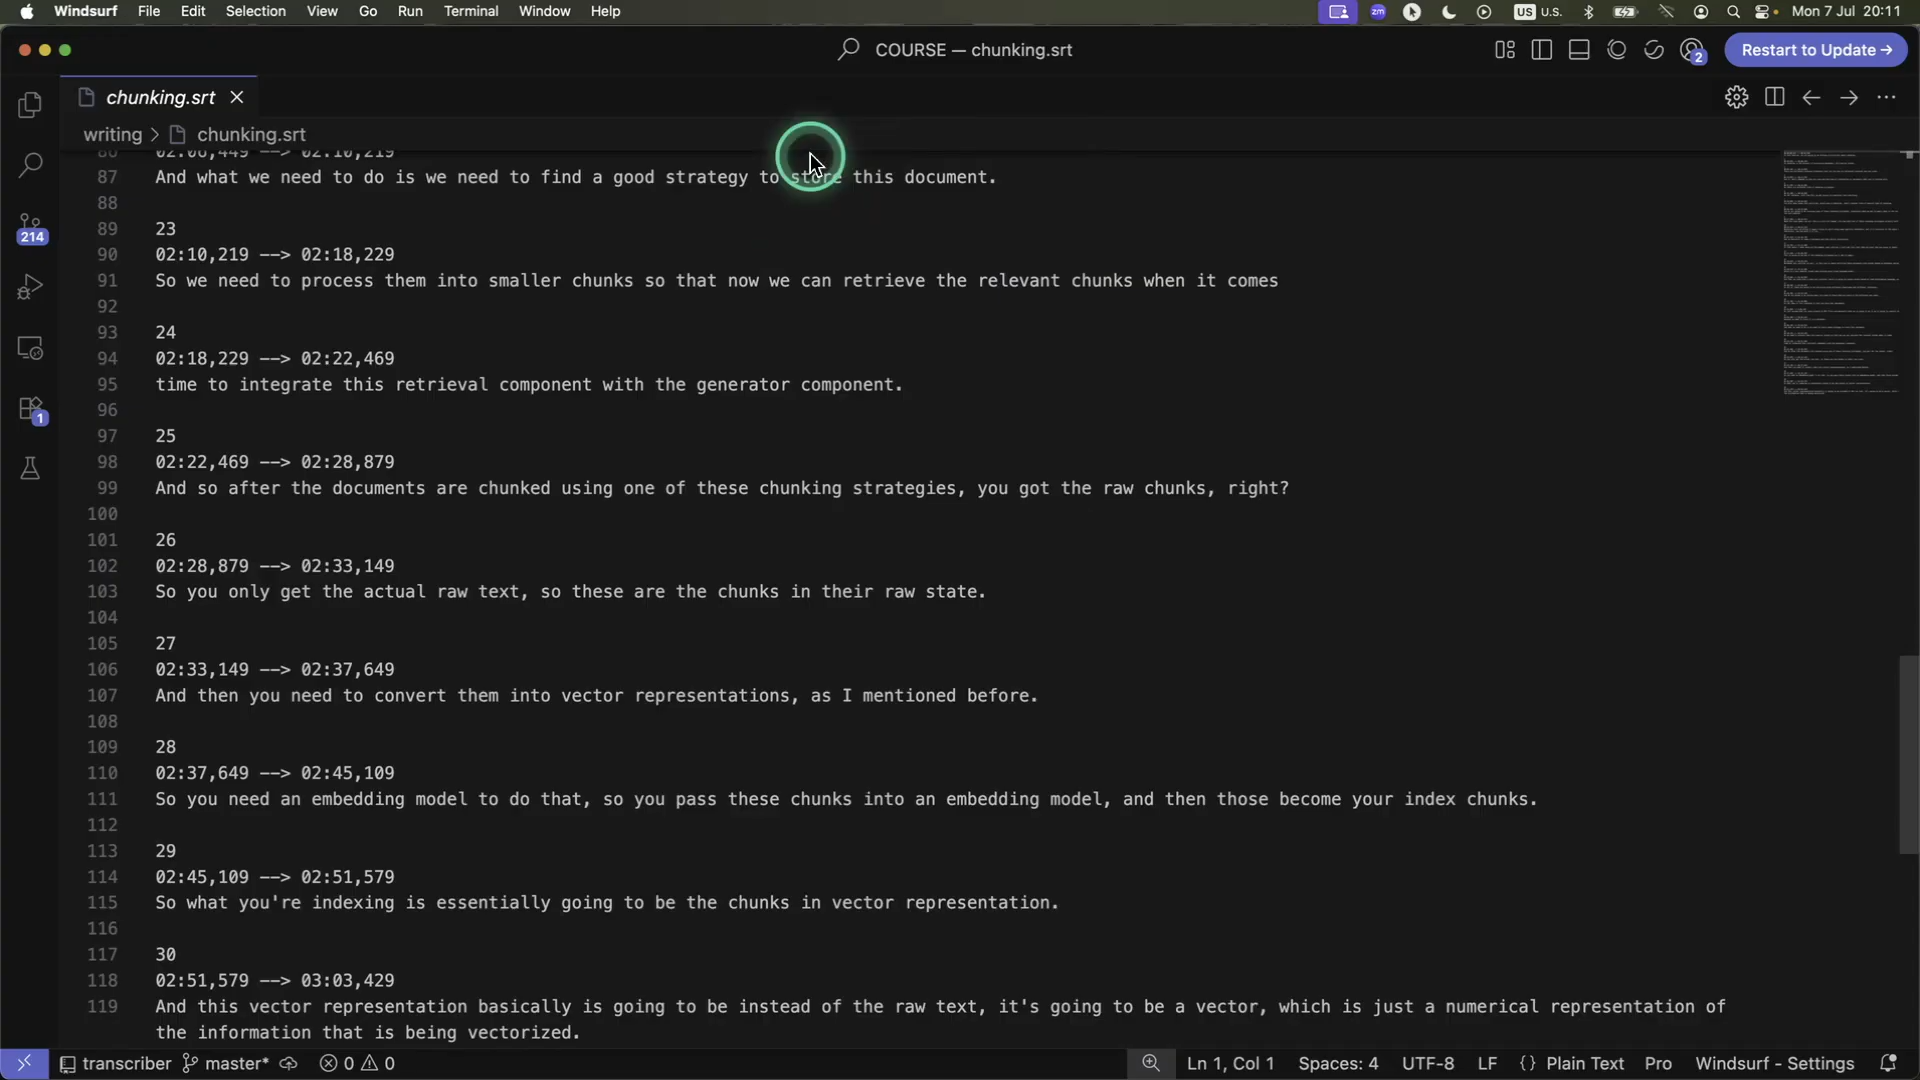 Windsurf File Edit Selection View Go Run Terminal Window Help zm US U.S. Mon 7 Jul 20:11
COURSE — chunking.srt 2 Restart to Update →
chunking.srt
writing > chunking.srt
86 02:06,449 --> 02:10,219
87 And what we need to do is we need to find a good strategy to store this document.
88
89 23
90 02:10,219 --> 02:18,229
91 So we need to process them into smaller chunks so that now we can retrieve the relevant chunks when it comes
92
93 24
94 02:18,229 --> 02:22,469
95 time to integrate this retrieval component with the generator component.
96
97 25
98 02:22,469 --> 02:28,879
99 And so after the documents are chunked using one of these chunking strategies, you got the raw chunks, right?
100
101 26
102 02:28,879 --> 02:33,149
103 So you only get the actual raw text, so these are the chunks in their raw state.
104
105 27
106 02:33,149 --> 02:37,649
107 And then you need to convert them into vector representations, as I mentioned before.
108
109 28
110 02:37,649 --> 02:45,109
111 So you need an embedding model to do that, so you pass these chunks into an embedding model, and then those become your index chunks.
112
113 29
114 02:45,109 --> 02:51,579
115 So what you're indexing is essentially going to be the chunks in vector representation.
116
117 30
118 02:51,579 --> 03:03,429
119 And this vector representation basically is going to be instead of the raw text, it's going to be a vector, which is just a numerical representation of
the information that is being vectorized.
214
1
transcriber master* 0 0 Ln 1, Col 1 Spaces: 4 UTF-8 LF {} Plain Text Pro Windsurf - Settings